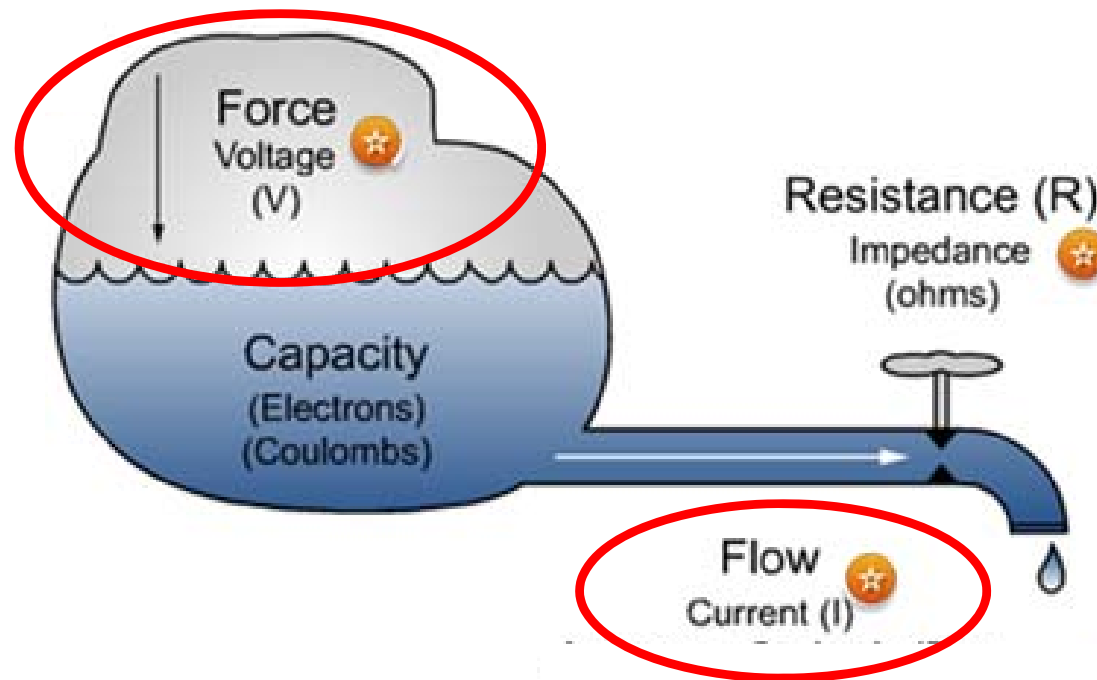 Force
Voltage
(V)
Resistance (R)
Impedance
(ohms)
Capacity
(Electrons)
(Coulombs)
Flow
Current (I)